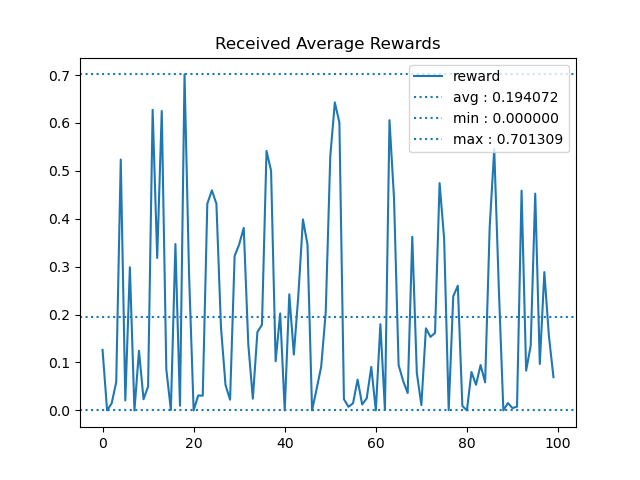 Received Average Rewards
reward
avg : 0.194072
min : 0.000000
max : 0.701309
0.7
0.6
0.5
0.4
0.3
0.2
0.1
0.0
0 20 40 60 80 100